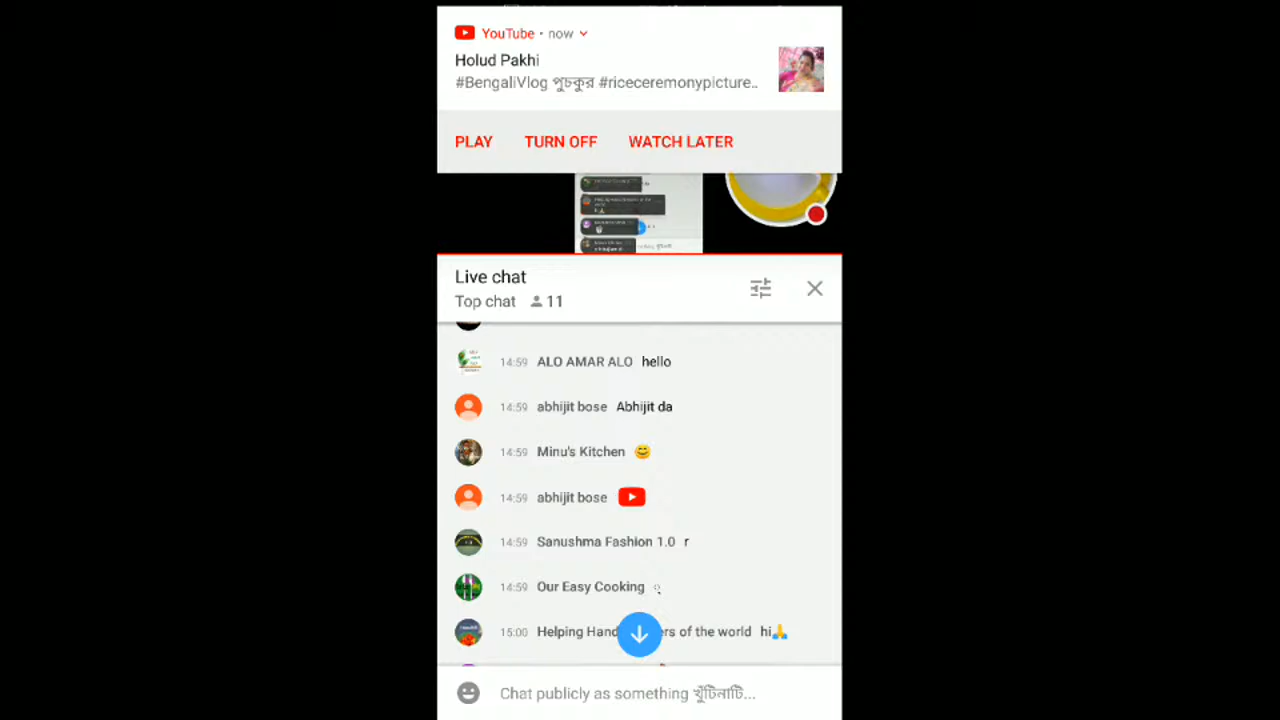 YouTube • now
Holud Pakhi
#BengaliVlog পুচকুর #riceceremonypicture..
PLAY TURN OFF WATCH LATER
Live chat
Top chat 11
14:59 ALO AMAR ALO hello
14:59 abhijit bose Abhijit da
14:59 Minu's Kitchen 😊
14:59 abhijit bose
14:59 Sanushma Fashion 1.0 r
14:59 Our Easy Cooking
15:00 Helping Hand ers of the world hi🙏
Chat publicly as something খুঁটিনাটি...